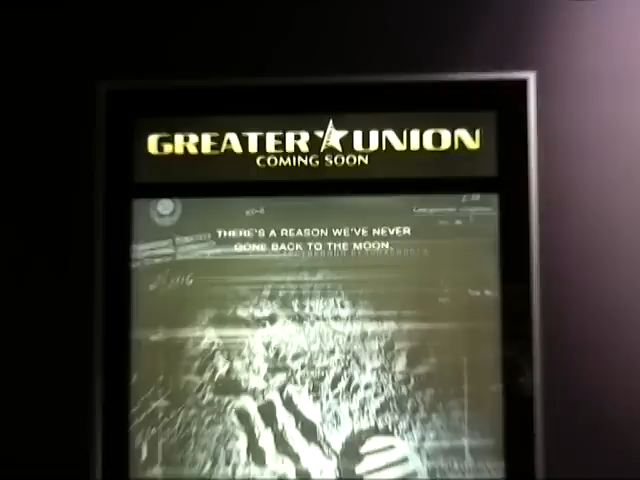 GREATER UNION
COMING SOON
THERE'S A REASON WE'VE NEVER
GONE BACK TO THE MOON.